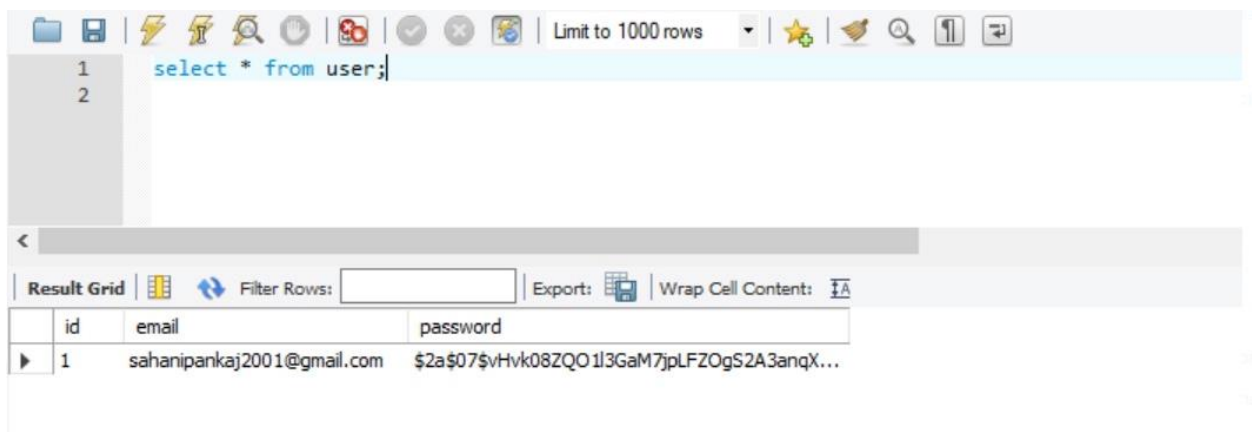 Limit to 1000 rows
1 select * from user;
2
Result Grid Filter Rows: Export: Wrap Cell Content: IA
id email password
1 sahanipankaj2001@gmail.com $2a$07$vHvk08ZQO1l3GaM7jpLFZOgS2A3anqX...